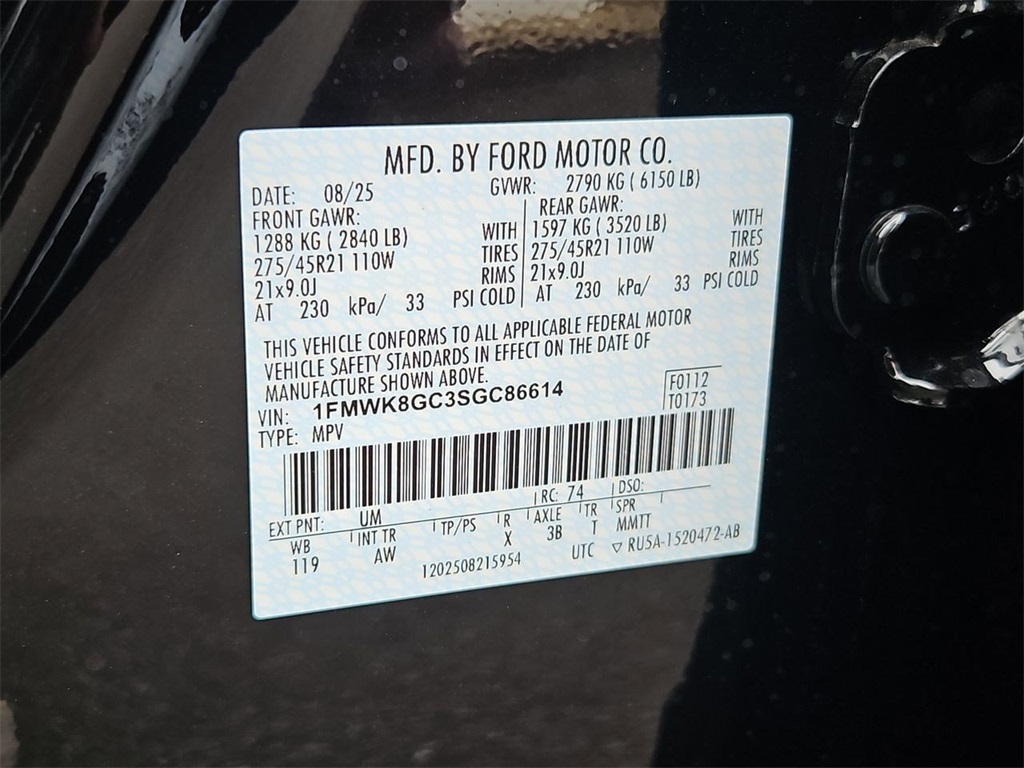 MFD. BY FORD MOTOR CO.
DATE: 08/25 GVWR: 2790 KG ( 6150 LB)
FRONT GAWR: REAR GAWR:
1288 KG ( 2840 LB) WITH 1597 KG ( 3520 LB) WITH
275/45R21 110W TIRES 275/45R21 110W TIRES
21x9.0J RIMS 21x9.0J RIMS
AT 230 kPa/ 33 PSI COLD AT 230 kPa/ 33 PSI COLD
THIS VEHICLE CONFORMS TO ALL APPLICABLE FEDERAL MOTOR
VEHICLE SAFETY STANDARDS IN EFFECT ON THE DATE OF
MANUFACTURE SHOWN ABOVE.
VIN: 1FMWK8GC3SGC86614 F0112
TYPE: MPV T0173
EXT PNT: UM RC: 74 DSO:
WB INT TR TP/PS R AXLE TR SPR
119 AW X 3B T MMTT
1202508215954 UTC ▽ RU5A-1520472-AB